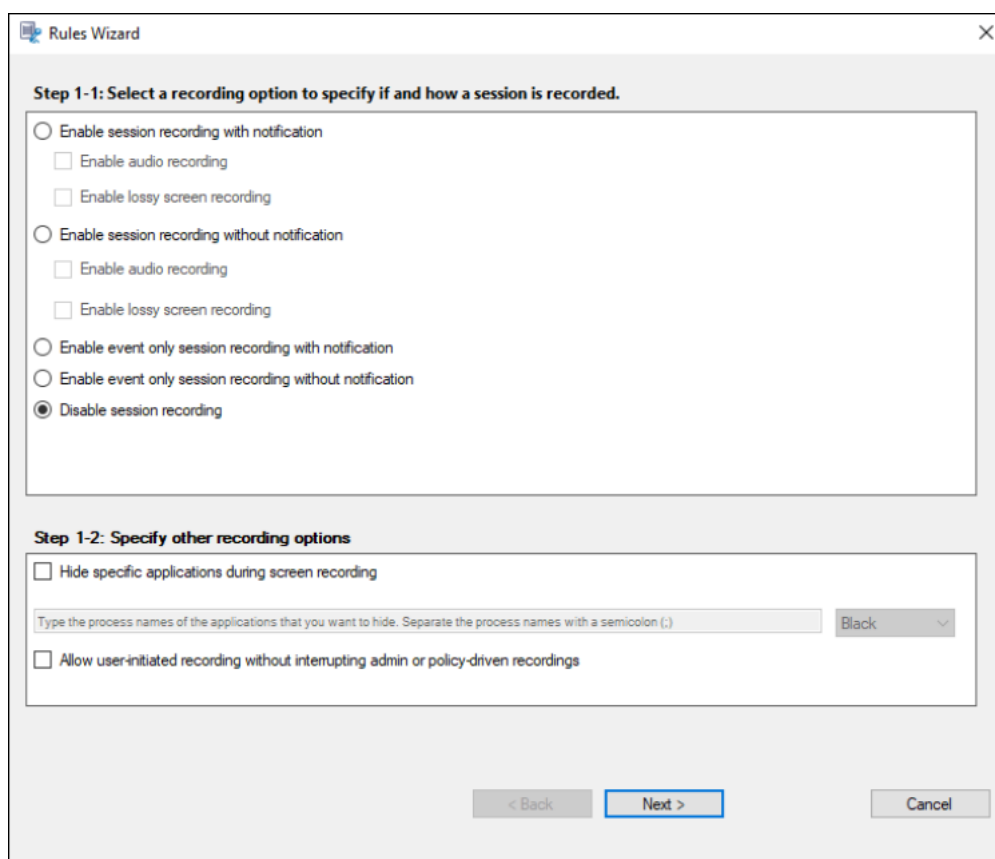 Rules Wizard
Step 1-1: Select a recording option to specify if and how a session is recorded.
Enable session recording with notification
Enable audio recording
Enable lossy screen recording
Enable session recording without notification
Enable audio recording
Enable lossy screen recording
Enable event only session recording with notification
Enable event only session recording without notification
Disable session recording
Step 1-2: Specify other recording options
Hide specific applications during screen recording
Type the process names of the applications that you want to hide. Separate the process names with a semicolon (;)
Black
Allow user-initiated recording without interrupting admin or policy-driven recordings
< Back
Next >
Cancel